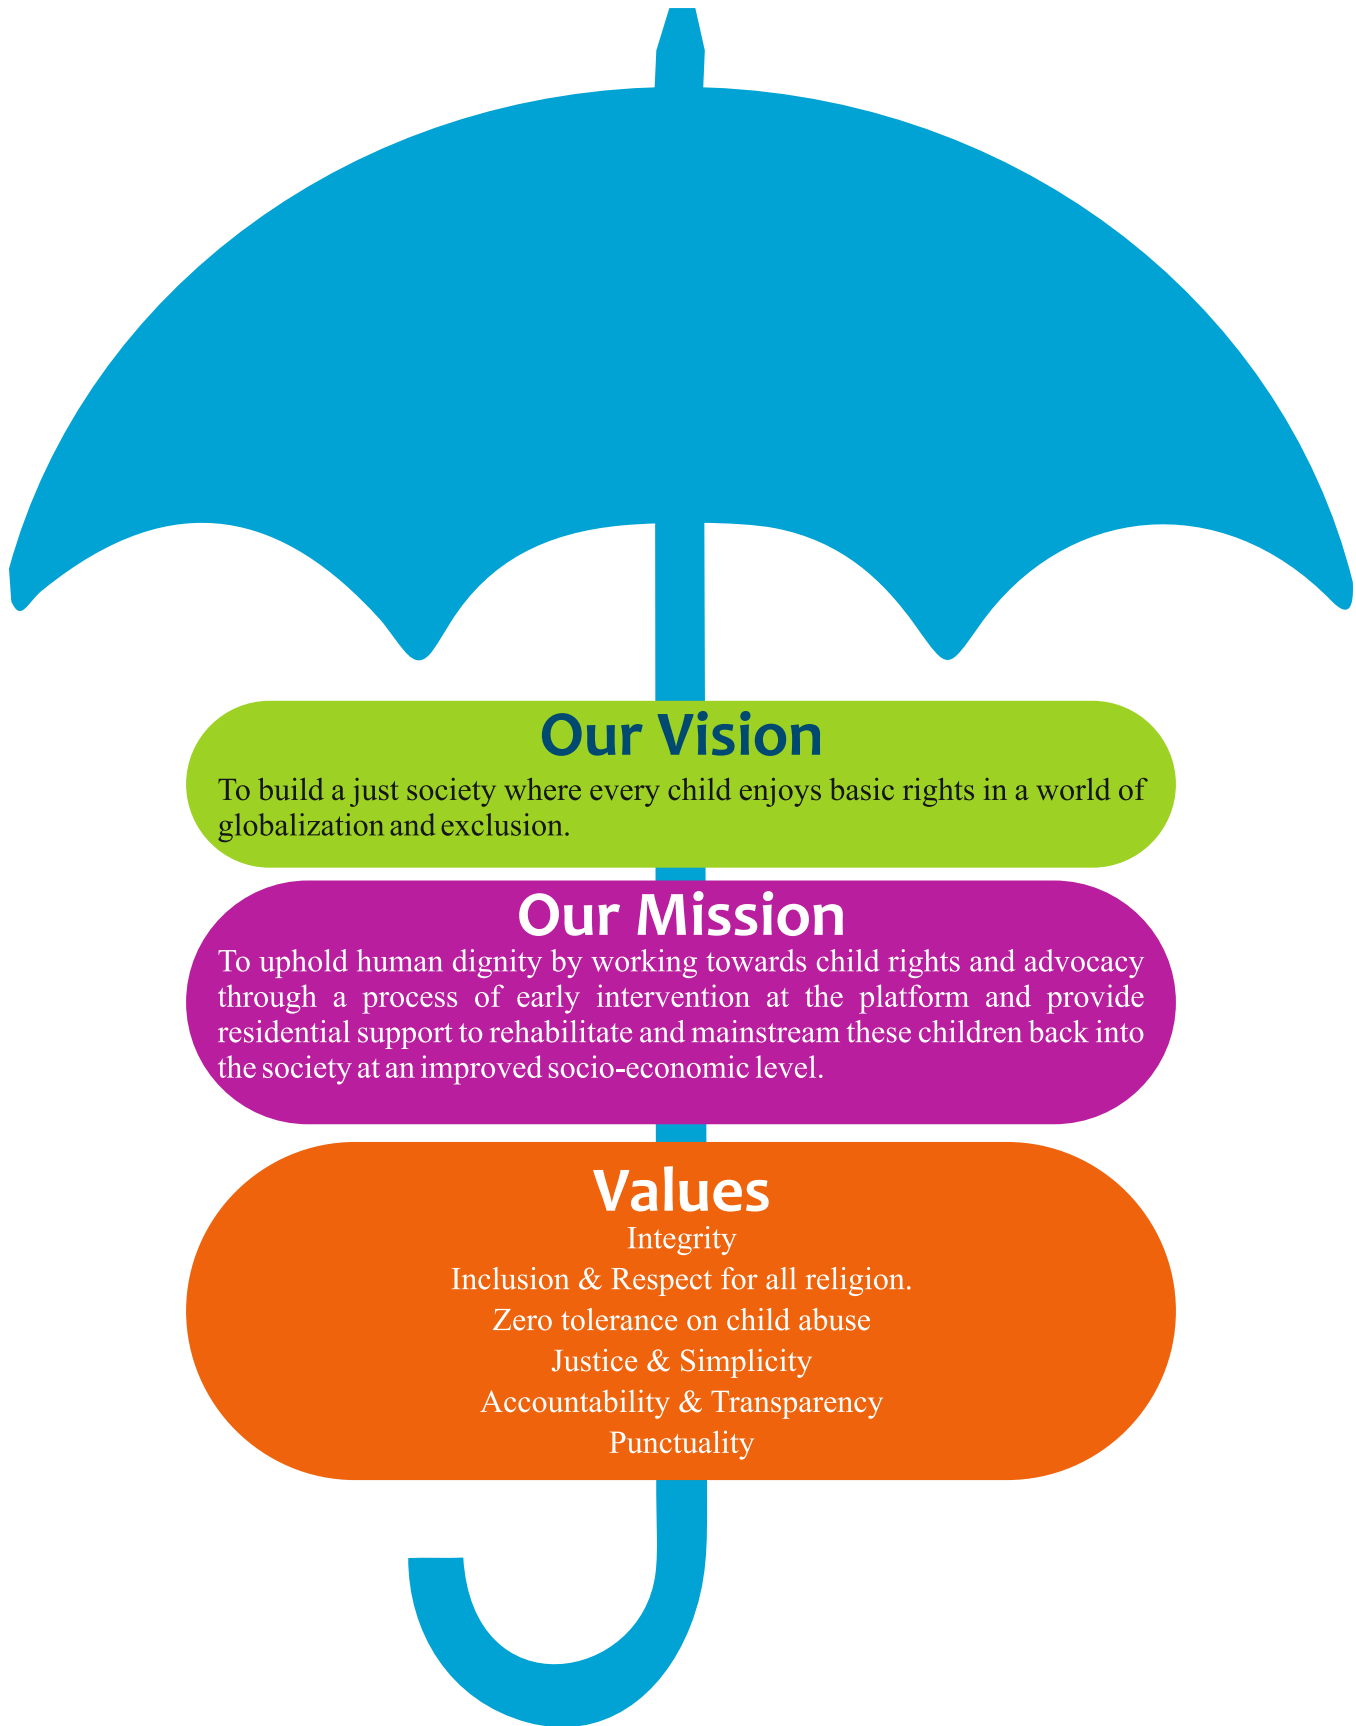 Our Vision
To build a just society where every child enjoys basic rights in a world of
globalization and exclusion.
Our Mission
To uphold human dignity by working towards child rights and advocacy
through a process of early intervention at the platform and provide
residential support to rehabilitate and mainstream these children back into
the society at an improved socio-economic level.
Values
Integrity
Inclusion & Respect for all religion.
Zero tolerance on child abuse
Justice & Simplicity
Accountability & Transparency
Punctuality